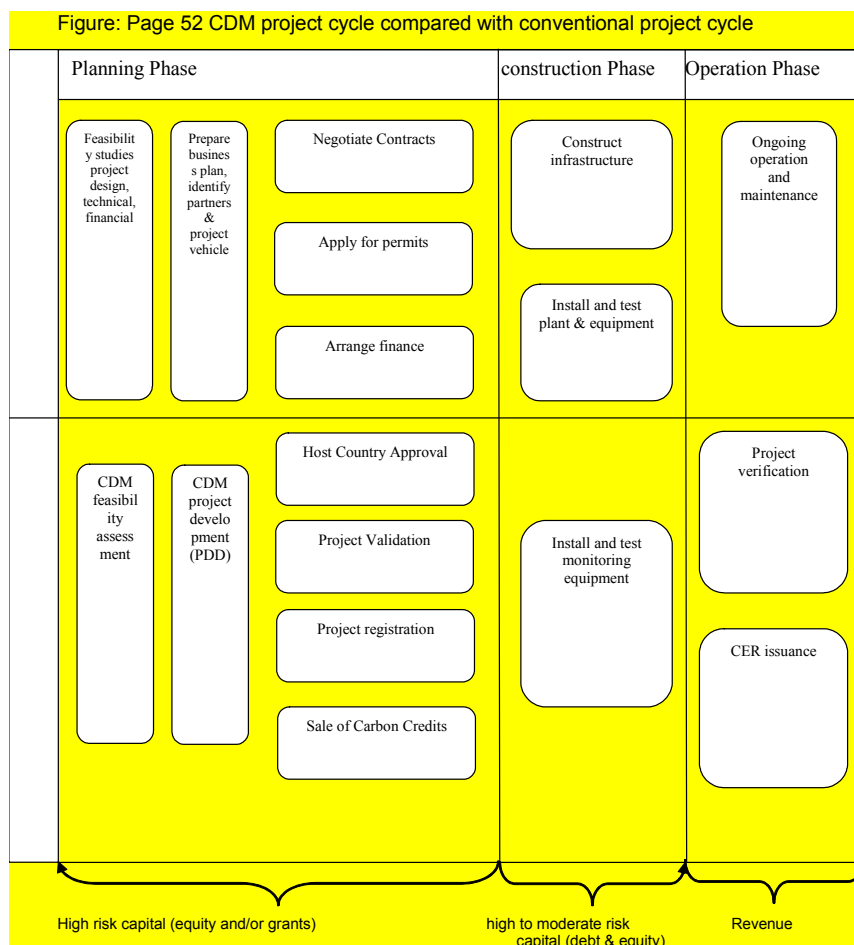 Figure: Page 52 CDM project cycle compared with conventional project cycle
Planning Phase
construction Phase
Operation Phase
Feasibilit
y studies
project
design,
technical,
financial
Prepare
busines
s plan,
identify
partners
&
project
vehicle
Negotiate Contracts
Apply for permits
Arrange finance
Construct
infrastructure
Install and test
plant & equipment
Ongoing
operation
and
maintenance
CDM
feasibil
ity
assess
ment
CDM
project
develo
pment
(PDD)
Host Country Approval
Project Validation
Project registration
Sale of Carbon Credits
Install and test
monitoring
equipment
Project
verification
CER issuance
High risk capital (equity and/or grants)
high to moderate risk
capital (debt & equity)
Revenue